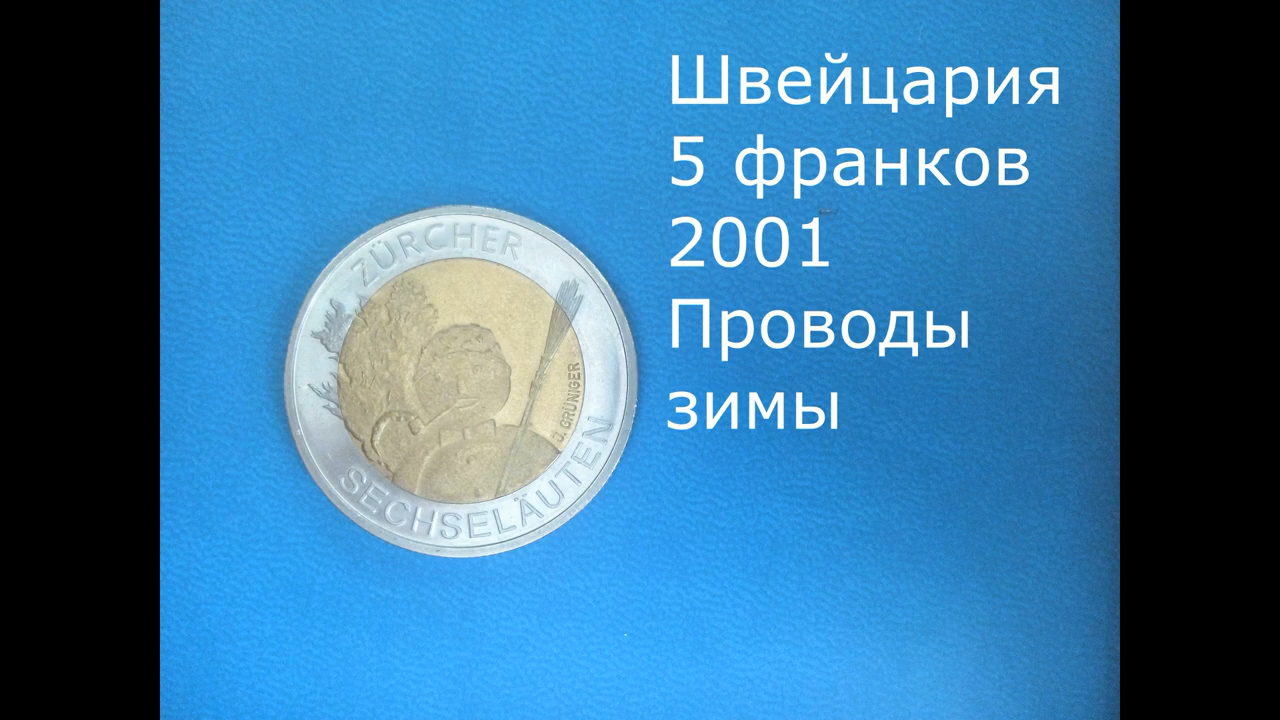 Швейцария
5 франков
2001
Проводы
зимы
ZÜRCHER
SECHSELÄUTEN
O. GRÜNIGER